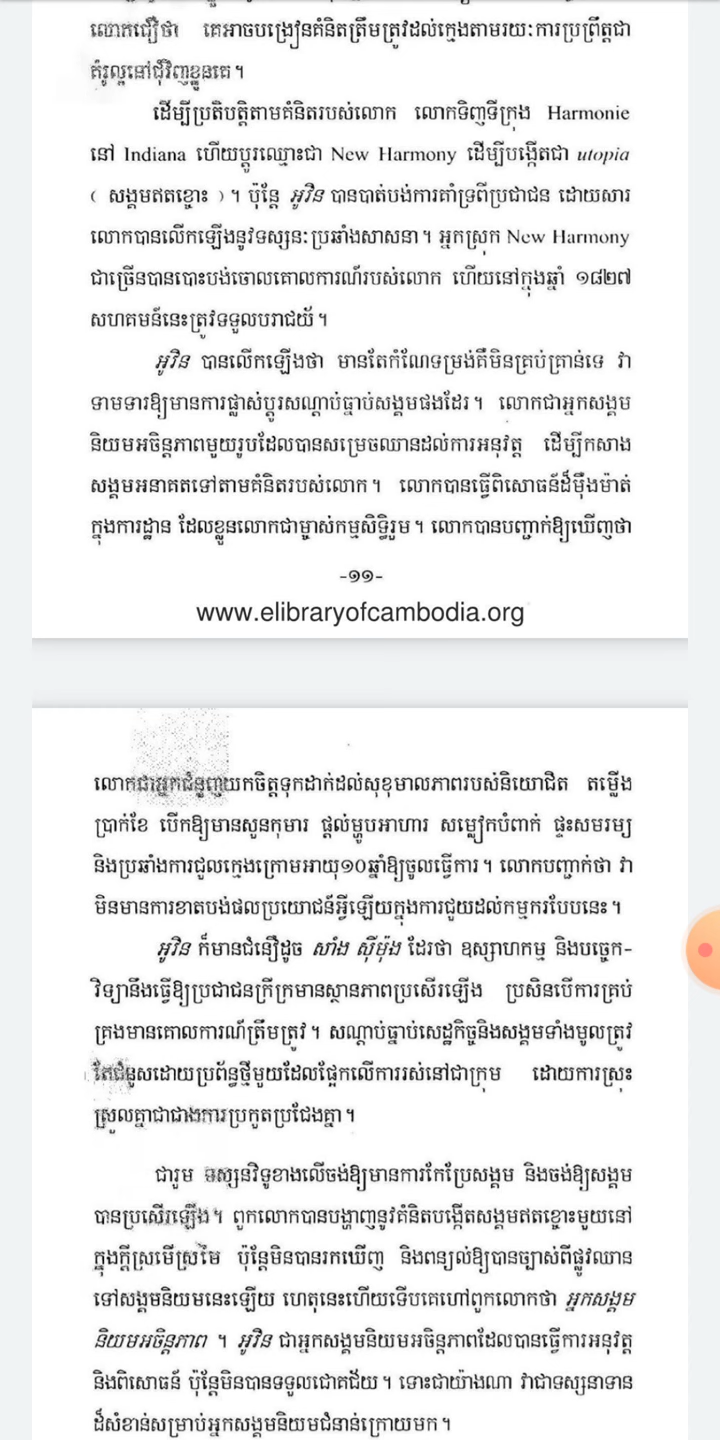 លោកជឿថា គេអាចបង្រៀនគំនិតត្រឹមត្រូវដល់ក្មេងតាមរយៈការប្រព្រឹត្តជា
គំរូល្អនៅជុំវិញខ្លួនគេ។
ដើម្បីប្រតិបត្តិតាមគំនិតរបស់លោក លោកទិញទីក្រុង Harmonie
នៅ Indiana ហើយប្តូរឈ្មោះជា New Harmony ដើម្បីបង្កើតជា utopia
( សង្គមឥតខ្ចោះ ) ។ ប៉ុន្តែ អូវិន បានបាត់បង់ការគាំទ្រពីប្រជាជន ដោយសារ
លោកបានលើកឡើងនូវទស្សនៈប្រឆាំងសាសនា។ អ្នកស្រុក New Harmony
ជាច្រើនបានបោះបង់ចោលគោលការណ៍របស់លោក ហើយនៅក្នុងឆ្នាំ ១៨២៧
សហគមន៍នេះត្រូវទទួលបរាជយ័។
អូវិន បានលើកឡើងថា មានតែកំណែទម្រង់គឺមិនគ្រប់គ្រាន់ទេ វា
ទាមទារឱ្យមានការផ្លាស់ប្តូរសណ្តាប់ធ្នាប់សង្គមផងដែរ។ លោកជាអ្នកសង្គម
និយមអចិន្តភាពមួយរូបដែលបានសម្រេចឈានដល់ការអនុវត្ត ដើម្បីកសាង
សង្គមអនាគតទៅតាមគំនិតរបស់លោក។ លោកបានធ្វើពិសោធន៍ដ៏ម៉ឺងម៉ាត់
ក្នុងការដ្ឋាន ដែលខ្លួនលោកជាម្ចាស់កម្មសិទ្ធិរួម។ លោកបានបញ្ជាក់ឱ្យឃើញថា
-១១-
www.elibraryofcambodia.org
លោកជាអ្នកជំនួញយកចិត្តទុកដាក់ដល់សុខុមាលភាពរបស់និយោជិត តម្លើង
ប្រាក់ខែ បើកឱ្យមានសួនកុមារ ផ្តល់ម្ហូបអាហារ សម្លៀកបំពាក់ ផ្ទះសមរម្យ
និងប្រឆាំងការជួលក្មេងក្រោមអាយុ១០ឆ្នាំឱ្យចូលធ្វើការ។ លោកបញ្ជាក់ថា វា
មិនមានការខាតបង់ផលប្រយោជន៍អ្វីឡើយក្នុងការជួយដល់កម្មករបែបនេះ។
អូវិន ក៏មានជំនឿដូច សាំង ស៊ីម៉ុង ដែរថា ឧស្សាហកម្ម និងបច្ចេក-
វិទ្យានឹងធ្វើឱ្យប្រជាជនក្រីក្រមានស្ថានភាពប្រសើរឡើង ប្រសិនបើការគ្រប់
គ្រងមានគោលការណ៍ត្រឹមត្រូវ។ សណ្តាប់ធ្នាប់សេដ្ឋកិច្ចនិងសង្គមទាំងមូលត្រូវ
តែជំនួសដោយប្រព័ន្ធថ្មីមួយដែលផ្អែកលើការរស់នៅជាក្រុម ដោយការស្រុះ
ស្រួលគ្នាជាជាងការប្រកួតប្រជែងគ្នា។
ជារួម ទស្សនវិទូខាងលើចង់ឱ្យមានការកែប្រែសង្គម និងចង់ឱ្យសង្គម
បានប្រសើរឡើង។ ពួកលោកបានបង្ហាញនូវគំនិតបង្កើតសង្គមឥតខ្ចោះមួយនៅ
ក្នុងក្តីស្រមើស្រមៃ ប៉ុន្តែមិនបានរកឃើញ និងពន្យល់ឱ្យបានច្បាស់ពីផ្លូវឈាន
ទៅសង្គមនិយមនេះឡើយ ហេតុនេះហើយទើបគេហៅពួកលោកថា អ្នកសង្គម
និយមអចិន្តភាព ។ អូវិន ជាអ្នកសង្គមនិយមអចិន្តភាពដែលបានធ្វើការអនុវត្ត
និងពិសោធន៍ ប៉ុន្តែមិនបានទទួលជោគជ័យ។ ទោះជាយ៉ាងណា វាជាទស្សនាទាន
ដ៏សំខាន់សម្រាប់អ្នកសង្គមនិយមជំនាន់ក្រោយមក។